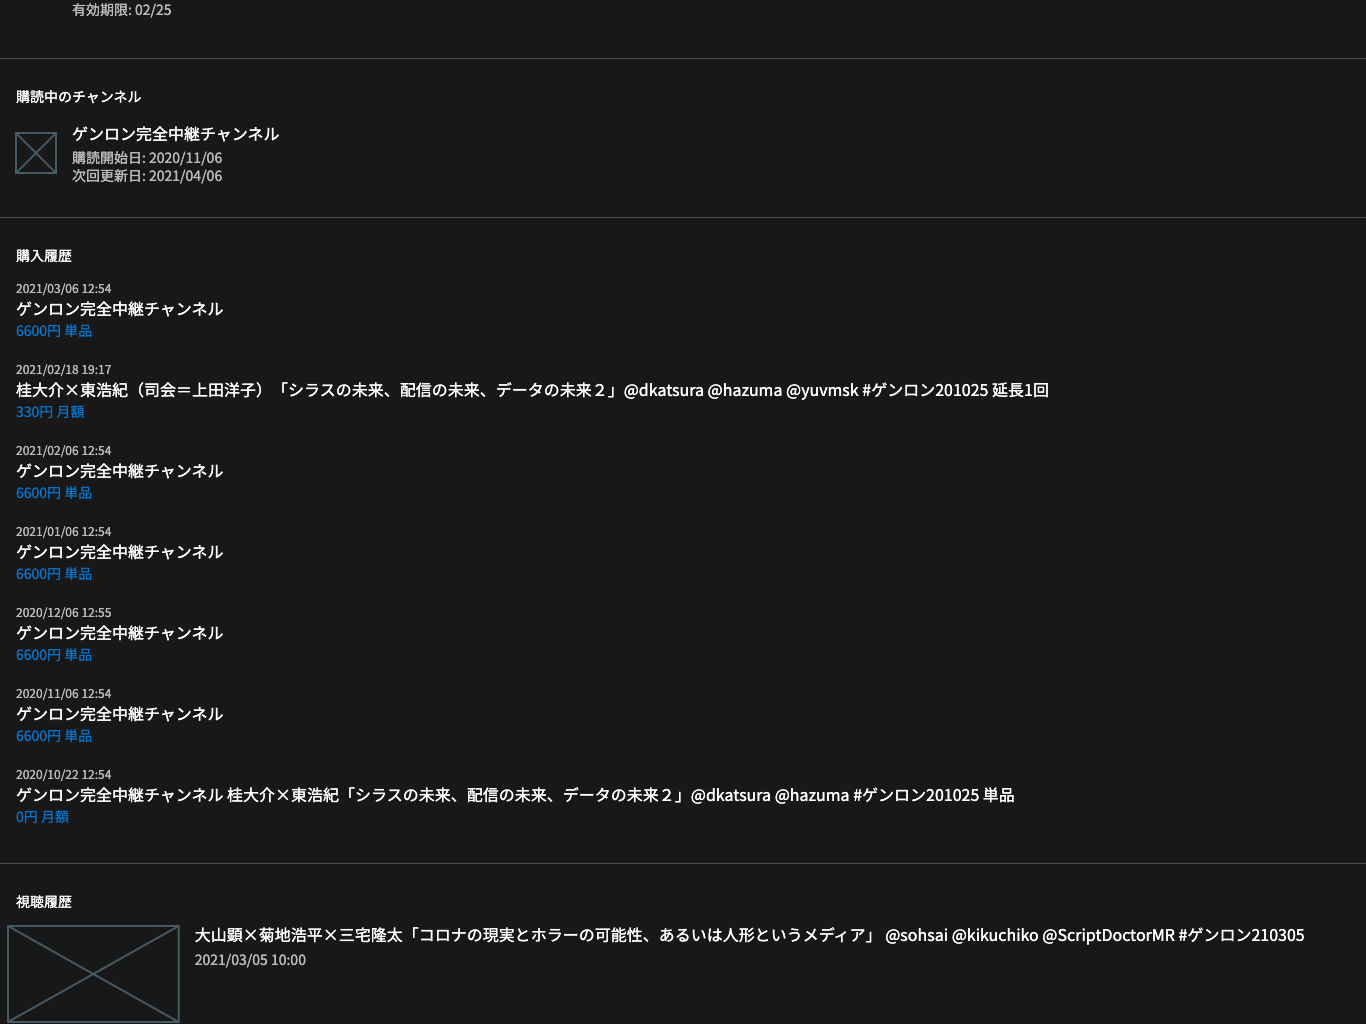 有効期限: 02/25
購読中のチャンネル
ゲンロン完全中継チャンネル
購読開始日: 2020/11/06
次回更新日: 2021/04/06
購入履歴
2021/03/06 12:54
ゲンロン完全中継チャンネル
6600円 単品
2021/02/18 19:17
桂大介×東浩紀（司会＝上田洋子）「シラスの未来、配信の未来、データの未来２」@dkatsura @hazuma @yuvmsk #ゲンロン201025 延長1回
330円 月額
2021/02/06 12:54
ゲンロン完全中継チャンネル
6600円 単品
2021/01/06 12:54
ゲンロン完全中継チャンネル
6600円 単品
2020/12/06 12:55
ゲンロン完全中継チャンネル
6600円 単品
2020/11/06 12:54
ゲンロン完全中継チャンネル
6600円 単品
2020/10/22 12:54
ゲンロン完全中継チャンネル 桂大介×東浩紀「シラスの未来、配信の未来、データの未来２」@dkatsura @hazuma #ゲンロン201025 単品
0円 月額
視聴履歴
大山顕×菊地浩平×三宅隆太「コロナの現実とホラーの可能性、あるいは人形というメディア」 @sohsai @kikuchiko @ScriptDoctorMR #ゲンロン210305
2021/03/05 10:00